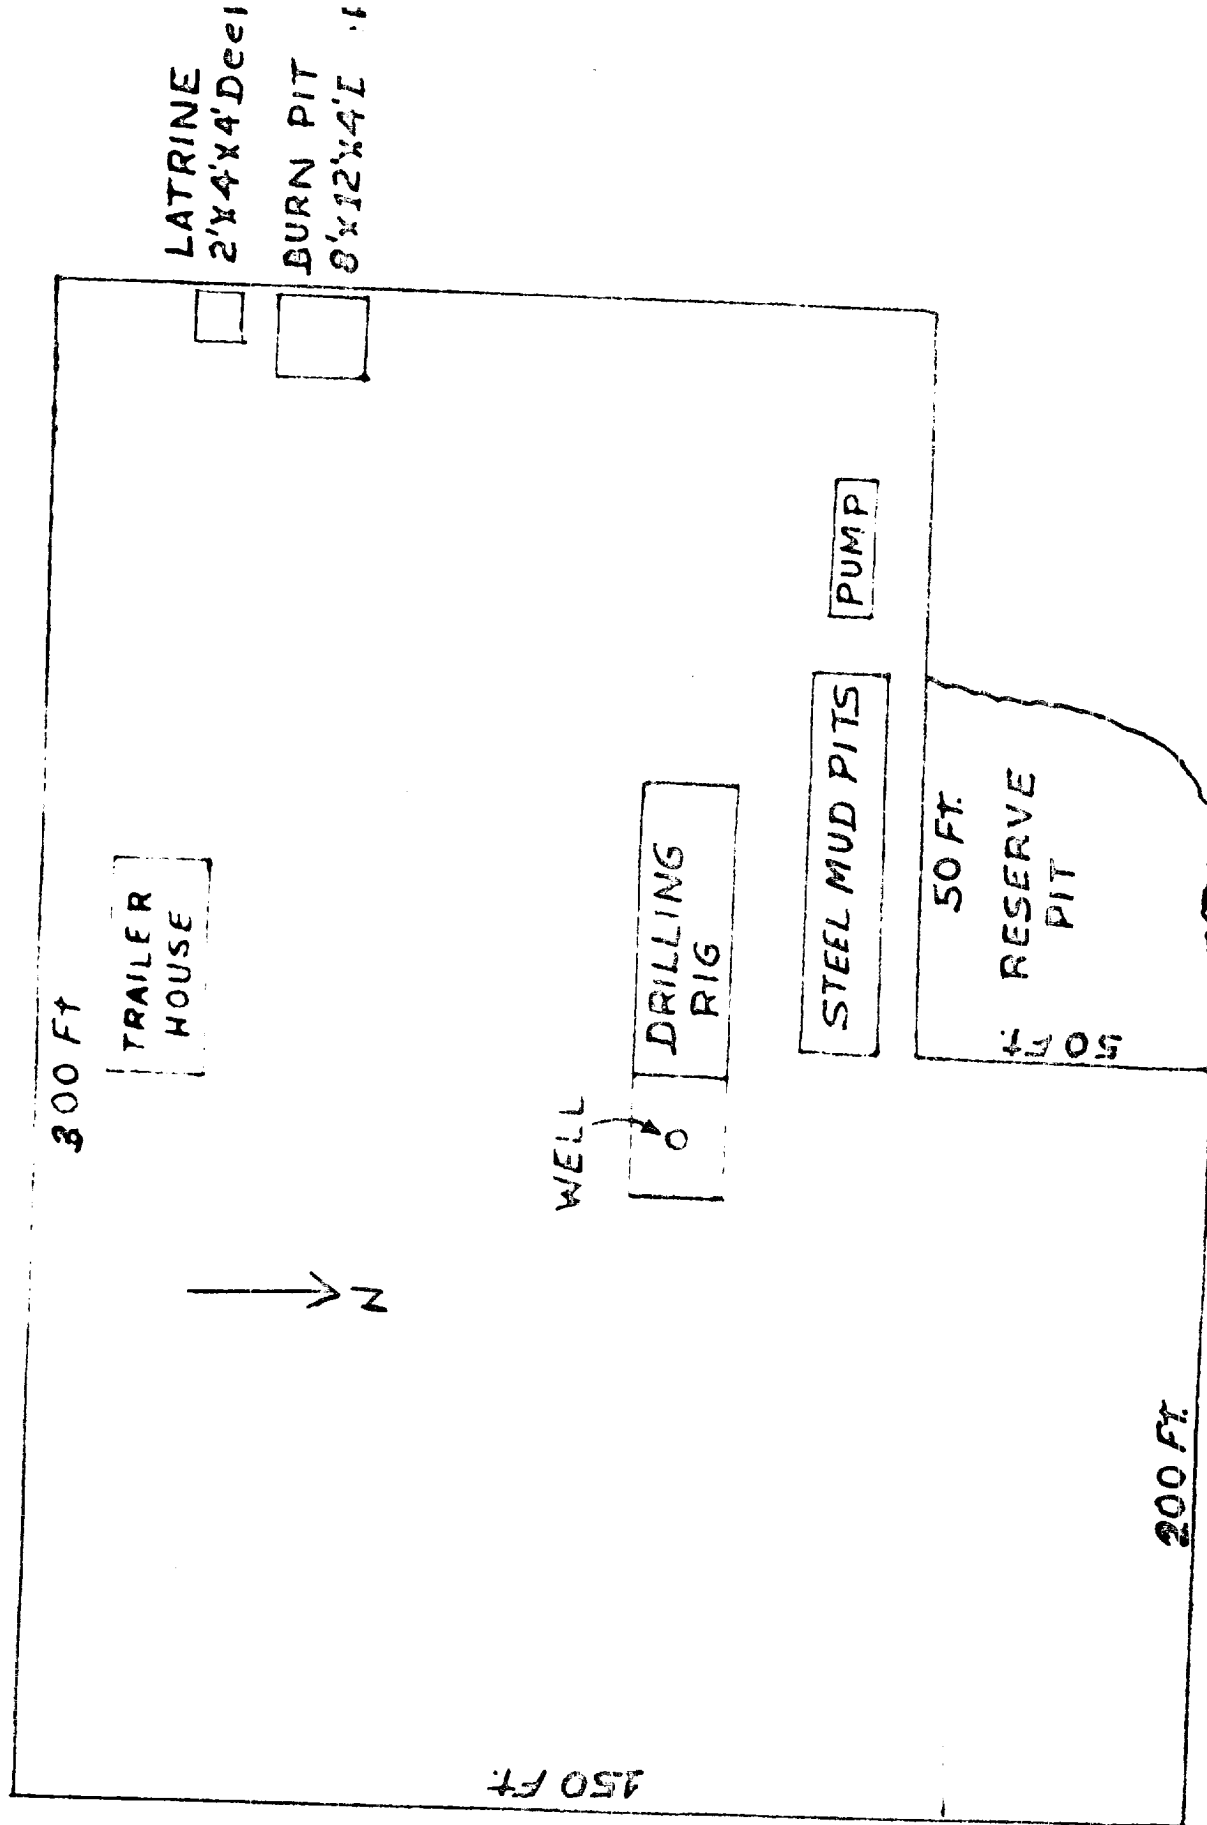 LATRINE
2'x4'x4'Dee
BURN PIT
8'x12'x4'
300 Ft
TRAILER
HOUSE
N
WELL
DRILLING
RIG
STEEL MUD PITS
PUMP
50 FT.
RESERVE
PIT
50 Ft.
150 Ft.
200 FT.